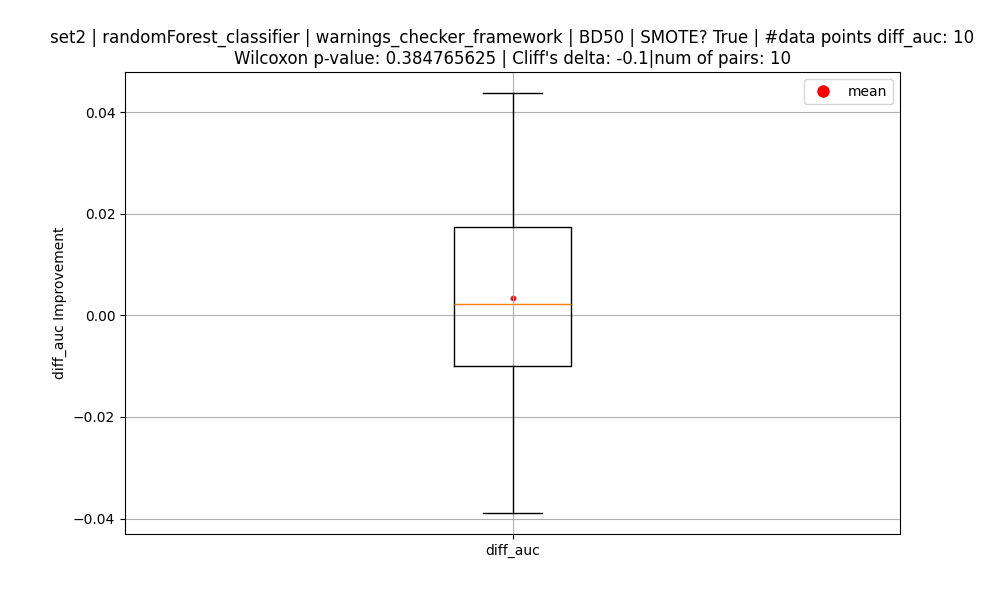 set2 | randomForest_classifier | warnings_checker_framework | BD50 | SMOTE? True | #data points diff_auc: 10
Wilcoxon p-value: 0.384765625 | Cliff's delta: -0.1|num of pairs: 10
mean
0.04
0.02
0.00
−0.02
−0.04
diff_auc Improvement
diff_auc